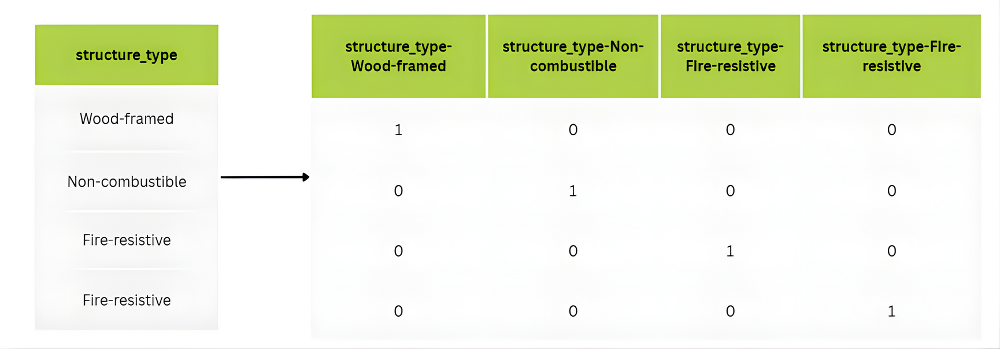 structure_type
Wood-framed
Non-combustible
Fire-resistive
Fire-resistive
structure_type-
Wood-framed
structure_type-Non-
combustible
structure_type-
FIre-resistive
structure_type-FIre-
resistive
1 0 0 0
0 1 0 0
0 0 1 0
0 0 0 1